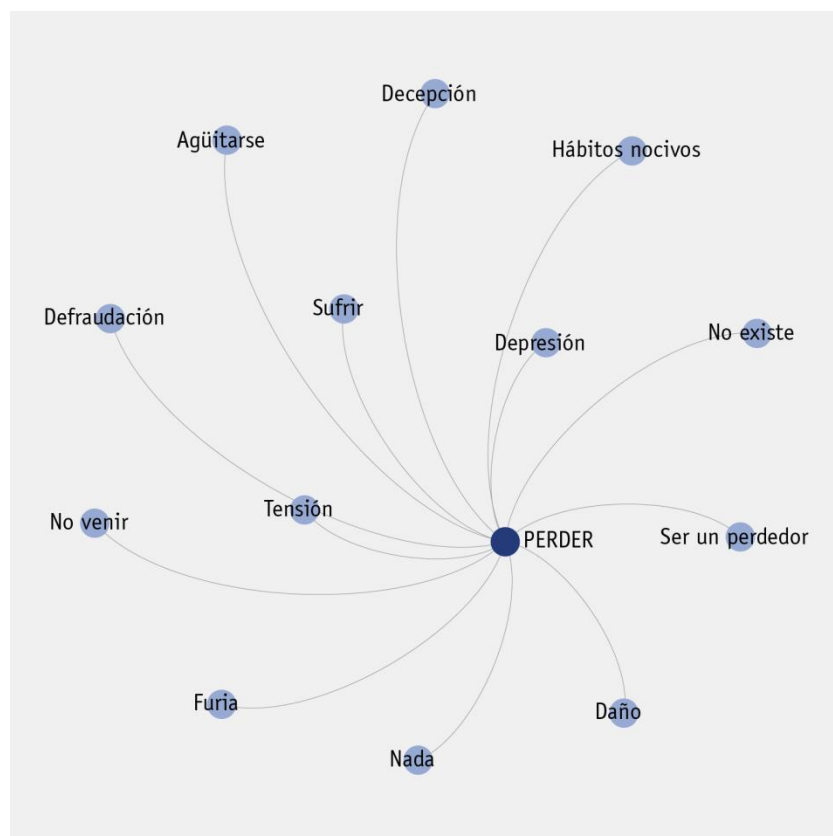 Decepción
Agüitarse
Hábitos nocivos
Sufrir
Defraudación
No existe
Depresión
Tensión
No venir
Ser un perdedor
PERDER
Furia
Daño
Nada